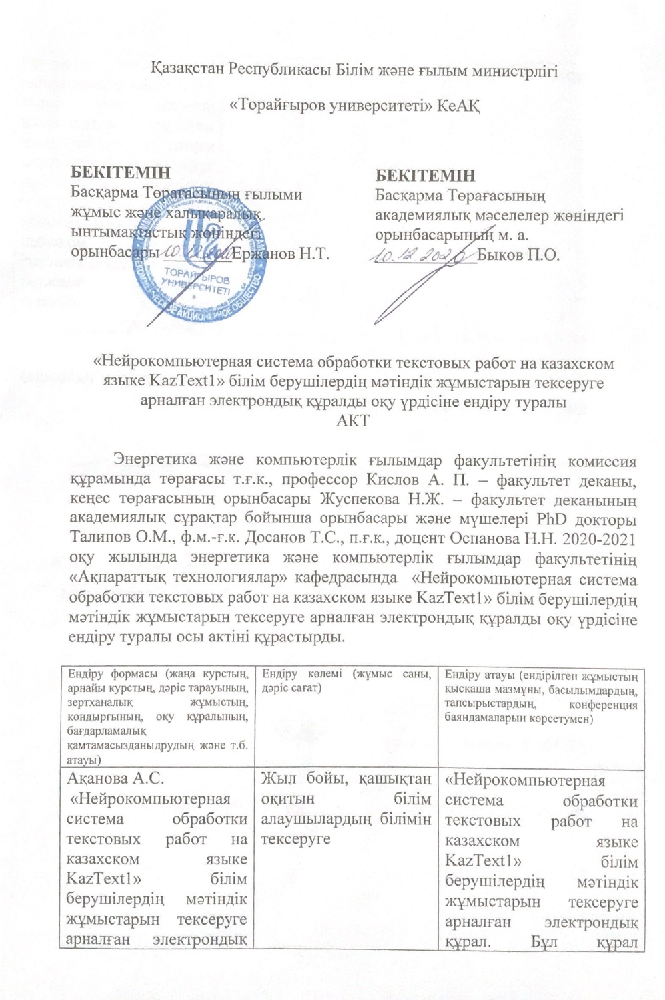 Қазақстан Республикасы Білім және ғылым министрлігі
«Торайғыров университеті» КеАҚ
БЕКІТЕМІН
Басқарма Төрағасының ғылыми
жұмыс және халықаралық
ынтымақтастық жөніндегі
орынбасары 10.12.2020 Ержанов Н.Т.
ТОРАЙҒЫРОВ
УНИВЕРСИТЕТІ
БЕКІТЕМІН
Басқарма Төрағасының
академиялық мәселелер жөніндегі
орынбасарының м. а.
10.12.2020 Быков П.О.
«Нейрокомпьютерная система обработки текстовых работ на казахском
языке KazText1» білім берушілердің мәтіндік жұмыстарын тексеруге
арналған электрондық құралды оқу үрдісіне ендіру туралы
АКТ
Энергетика және компьютерлік ғылымдар факультетінің комиссия
құрамында төрағасы т.ғ.к., профессор Кислов А. П. – факультет деканы,
кеңес төрағасының орынбасары Жуспекова Н.Ж. – факультет деканының
академиялық сұрақтар бойынша орынбасары және мүшелері PhD докторы
Талипов О.М., ф.м.-ғ.к. Досанов Т.С., п.ғ.к., доцент Оспанова Н.Н. 2020-2021
оқу жылында энергетика және компьютерлік ғылымдар факультетінің
«Ақпараттық технологиялар» кафедрасында «Нейрокомпьютерная система
обработки текстовых работ на казахском языке KazText1» білім берушілердің
мәтіндік жұмыстарын тексеруге арналған электрондық құралды оқу үрдісіне
ендіру туралы осы актіні құрастырды.
Ендіру формасы (жаңа курстың,
арнайы курстың, дәріс тарауының,
зертханалық жұмыстың,
қондырғының, оқу құралының,
бағдарламалық
қамтамасызданыдрудың және т.б.
атауы)
Ендіру көлемі (жұмыс саны,
дәріс сағат)
Ендіру атауы (ендірілген жұмыстың
қысқаша мазмұны, басылымдардың,
тапсырыстардың, конференция
баяндамаларын көрсетумен)
Ақанова А.С.
«Нейрокомпьютерная
система обработки
текстовых работ на
казахском языке
KazText1» білім
берушілердің мәтіндік
жұмыстарын тексеруге
арналған электрондық
Жыл бойы, қашықтан
оқитын білім
алаушылардың білімін
тексеруге
«Нейрокомпьютерная
система обработки
текстовых работ на
казахском языке
KazText1» білім
берушілердің мәтіндік
жұмыстарын тексеруге
арналған электрондық
құрал. Бұл құрал